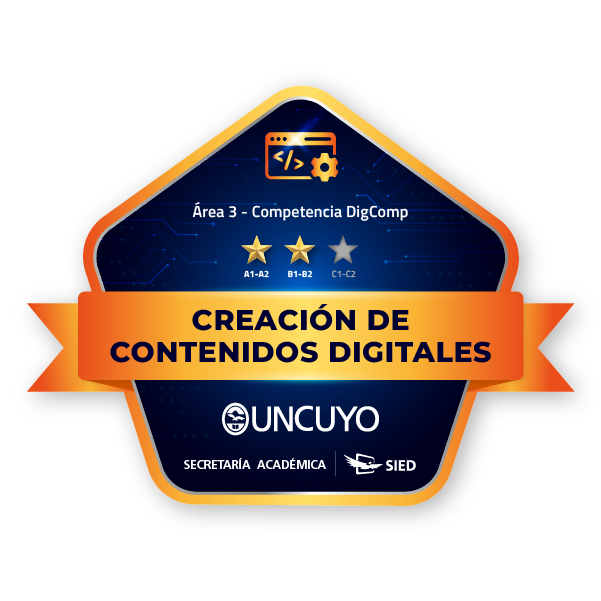 </>
Área 3 - Competencia DigComp
A1-A2 B1-B2 C1-C2
CREACIÓN DE
CONTENIDOS DIGITALES
UNCUYO
SECRETARÍA ACADÉMICA SIED